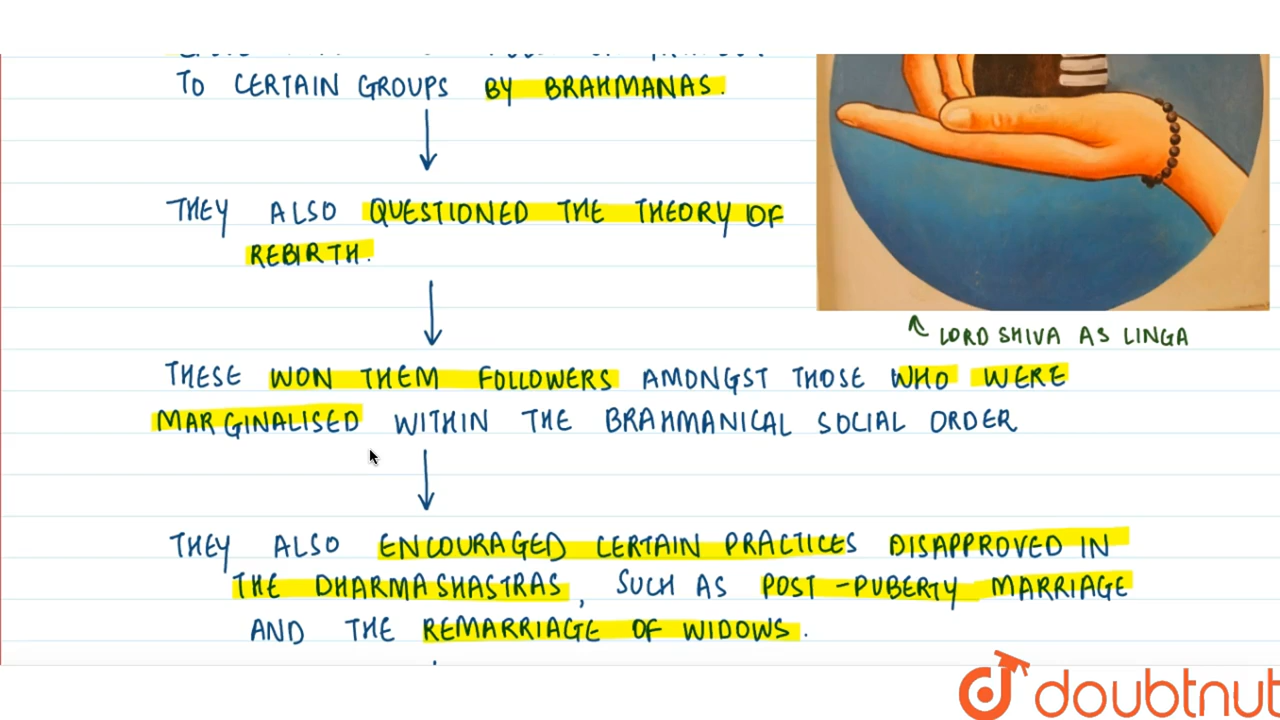 TO CERTAIN GROUPS BY BRAHMANAS.
THEY ALSO QUESTIONED THE THEORY OF
REBIRTH.
LORD SHIVA AS LINGA
THESE WON THEM FOLLOWERS AMONGST THOSE WHO WERE
MARGINALISED WITHIN THE BRAHMANICAL SOCIAL ORDER
THEY ALSO ENCOURAGED CERTAIN PRACTICES DISAPPROVED IN
THE DHARMASHASTRAS, SUCH AS POST-PUBERTY MARRIAGE
AND THE REMARRIAGE OF WIDOWS.
doubtnut